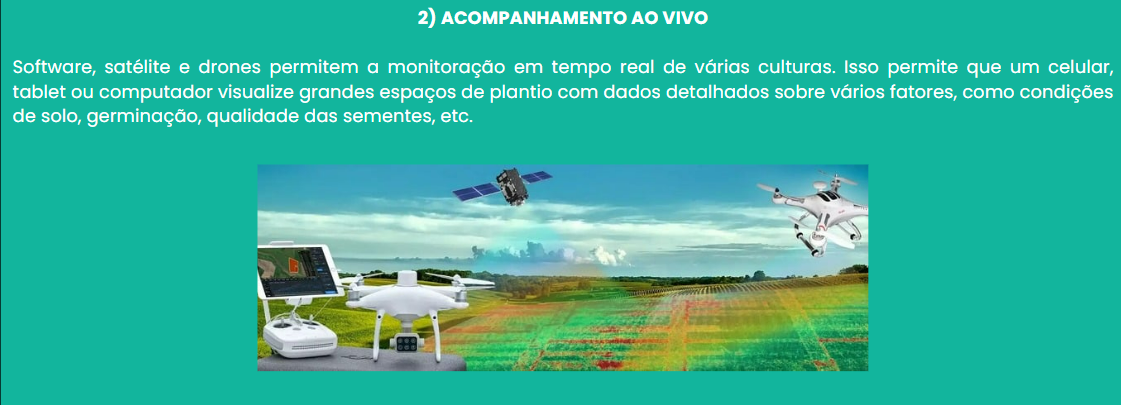 2) ACOMPANHAMENTO AO VIVO
Software, satélite e drones permitem a monitoração em tempo real de várias culturas. Isso permite que um celular,
tablet ou computador visualize grandes espaços de plantio com dados detalhados sobre vários fatores, como condições
de solo, germinação, qualidade das sementes, etc.